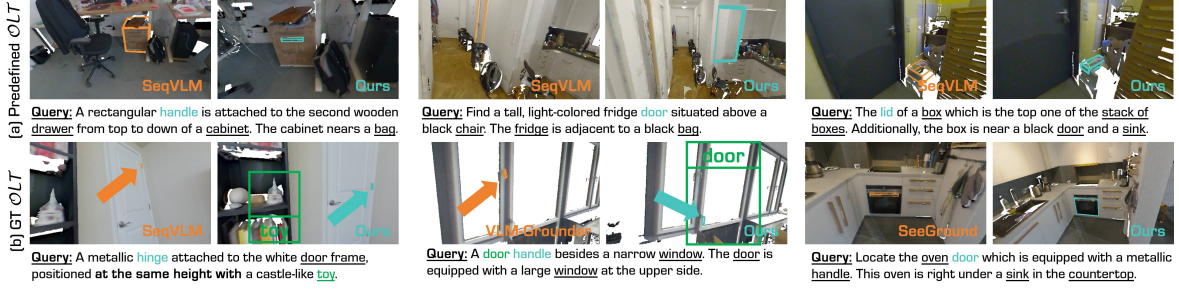 (a) Predefined OLT
SeqVLM
Ours
Query: A rectangular handle is attached to the second wooden
drawer from top to down of a cabinet. The cabinet nears a bag.
SeqVLM
Ours
Query: Find a tall, light-colored fridge door situated above a
black chair. The fridge is adjacent to a black bag.
SeqVLM
Ours
Query: The lid of a box which is the top one of the stack of
boxes. Additionally, the box is near a black door and a sink.
(b) GT OLT
SeqVLM
toy
Ours
Query: A metallic hinge attached to the white door frame,
positioned at the same height with a castle-like toy.
VLM-Grounder
door
Ours
Query: A door handle besides a narrow window. The door is
equipped with a large window at the upper side.
SeeGround
Ours
Query: Locate the oven door which is equipped with a metallic
handle. This oven is right under a sink in the countertop.